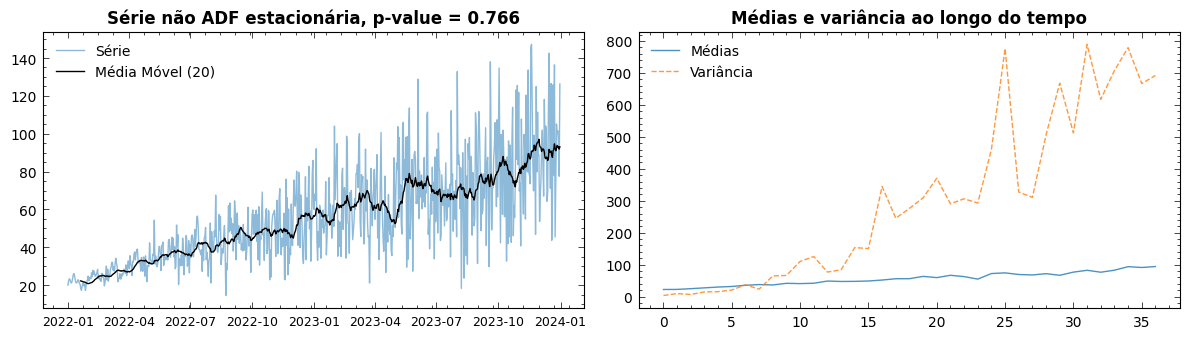 Série não ADF estacionária, p-value = 0.766
Série
Média Móvel (20)
140
120
100
80
60
40
20
2022-01 2022-04 2022-07 2022-10 2023-01 2023-04 2023-07 2023-10 2024-01
Médias e variância ao longo do tempo
Médias
Variância
800
700
600
500
400
300
200
100
0
0 5 10 15 20 25 30 35